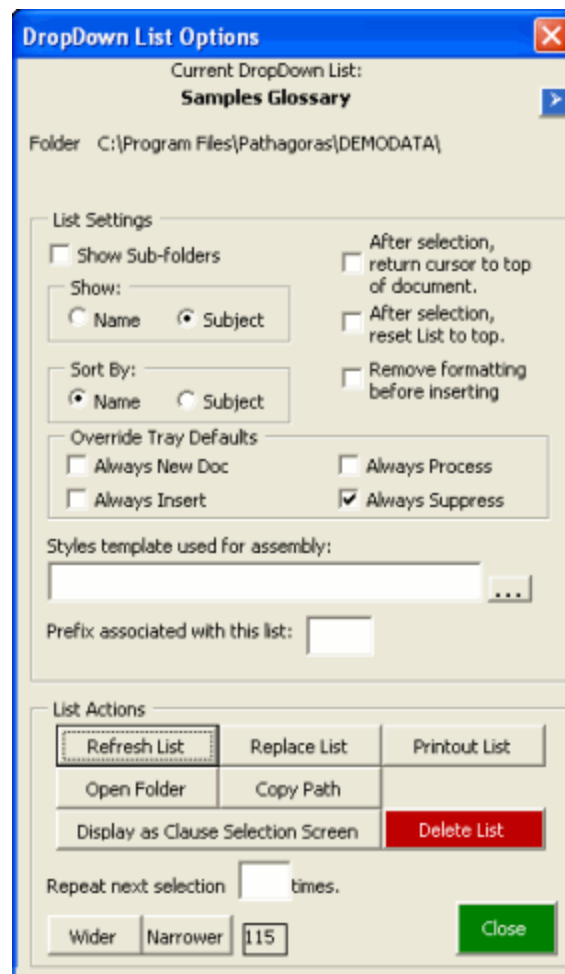 DropDown List Options
Current DropDown List:
Samples Glossary
Folder C:\Program Files\Pathagoras\DEMODATA\
List Settings
Show Sub-folders
After selection,
return cursor to top
of document.
Show:
Name Subject
After selection,
reset List to top.
Sort By:
Name Subject
Remove formatting
before inserting
Override Tray Defaults
Always New Doc Always Process
Always Insert Always Suppress
Styles template used for assembly:
...
Prefix associated with this list:
List Actions
Refresh List Replace List Printout List
Open Folder Copy Path
Display as Clause Selection Screen Delete List
Repeat next selection times.
Wider Narrower 115 Close